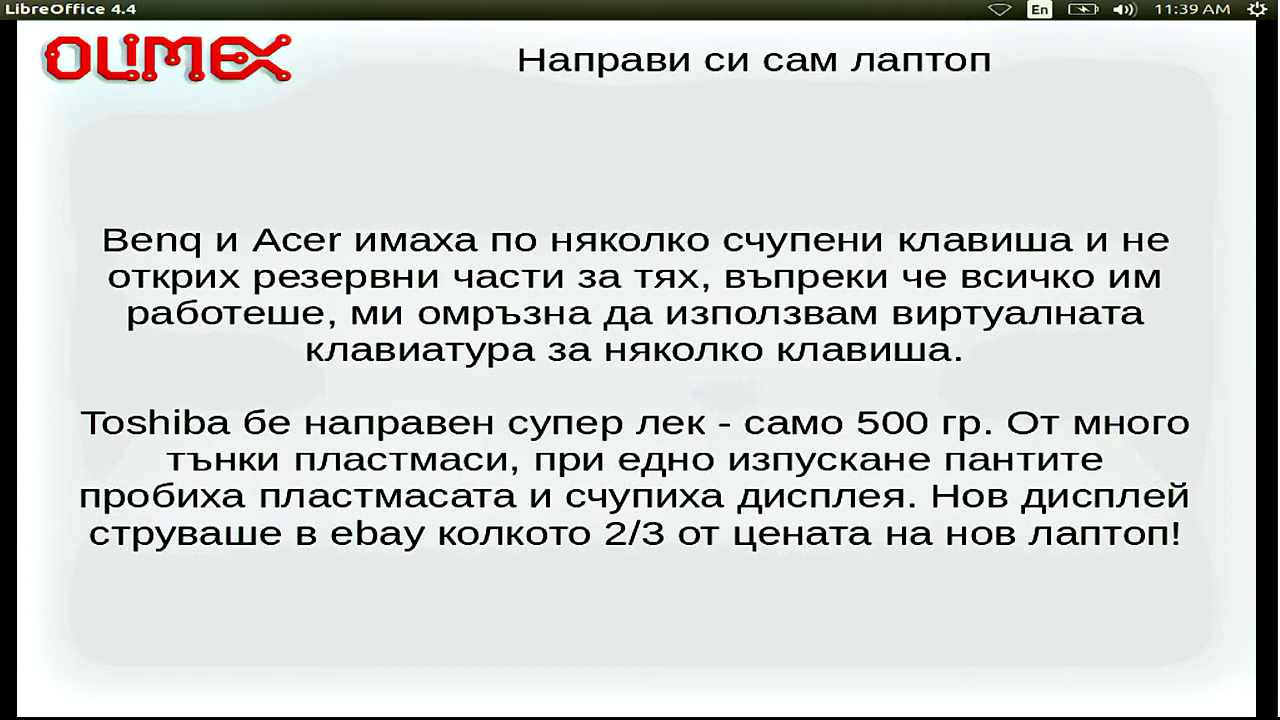 LibreOffice 4.4
En
11:39 AM
OLIMEX
Направи си сам лаптоп
Benq и Acer имаха по няколко счупени клавиша и не
открих резервни части за тях, въпреки че всичко им
работеше, ми омръзна да използвам виртуалната
клавиатура за няколко клавиша.
Toshiba бе направен супер лек - само 500 гр. От много
тънки пластмаси, при едно изпускане пантите
пробиха пластмасата и счупиха дисплея. Нов дисплей
струваше в ebay колкото 2/3 от цената на нов лаптоп!